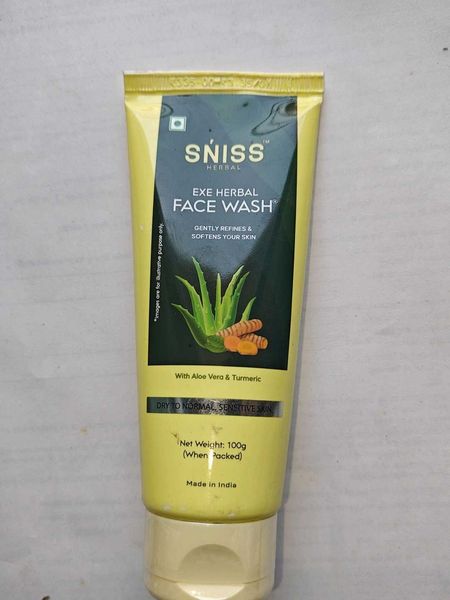 SNISS™
HERBAL
EXE HERBAL
FACE WASH
GENTLY REFINES &
SOFTENS YOUR SKIN
*Images are for illustrative purpose only.
With Aloe Vera & Turmeric
DRY TO NORMAL, SENSITIVE SKIN
Net Weight: 100g
(When Packed)
Made in India